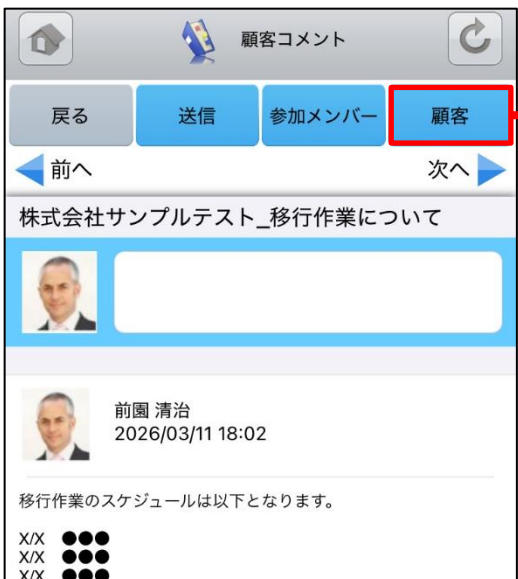 顧客コメント
戻る 送信 参加メンバー 顧客
前へ 次へ
株式会社サンプルテスト_移行作業について
前園 清治
2026/03/11 18:02
移行作業のスケジュールは以下となります。
X/X ●●●
X/X ●●●
X/X ●●●